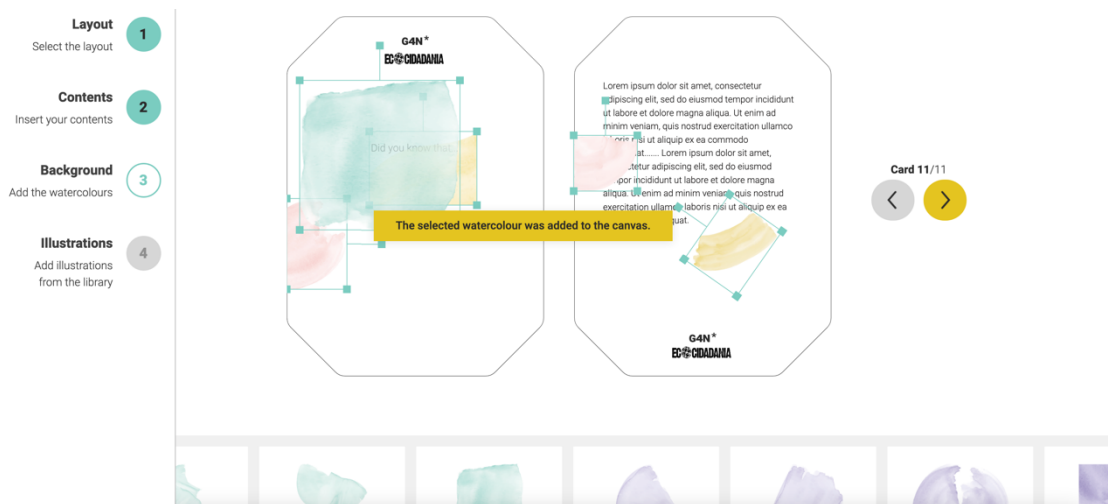 Layout
Select the layout
1
Contents
Insert your contents
2
Background
Add the watercolours
3
Illustrations
Add illustrations
from the library
4
G4N*
ECOCIDADANIA
Did you know that
The selected watercolour was added to the canvas.
Lorem ipsum dolor sit amet, consectetur
adipiscing elit, sed do eiusmod tempor incididunt
ut labore et dolore magna aliqua. Ut enim ad
minim veniam, quis nostrud exercitation ullamco
nisi ut aliquip ex ea commodo
Lorem ipsum dolor sit amet,
adipiscing elit, sed do eiusmod
incididunt ut labore et dolore magna
aliqua. Ut enim ad minim veniam, quis nostrud
exercitation ullamco laboris nisi ut aliquip ex ea
G4N*
ECOCIDADANIA
Card 11/11